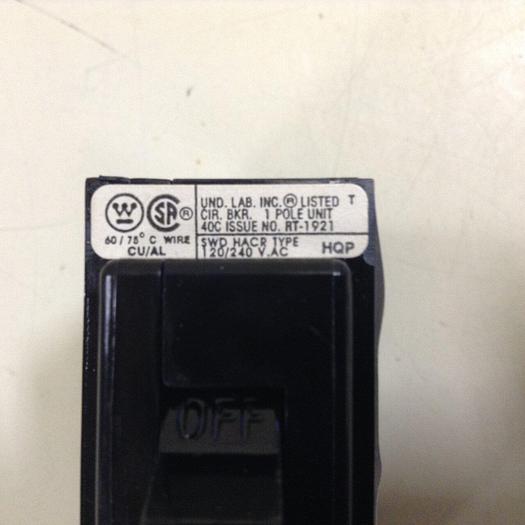 W SA ®
60/75° C WIRE
CU/AL
UND. LAB. INC.® LISTED T
CIR. BKR. 1 POLE UNIT
40C ISSUE NO. RT-1921
SWD HACR TYPE
120/240 V.AC HQP
OFF